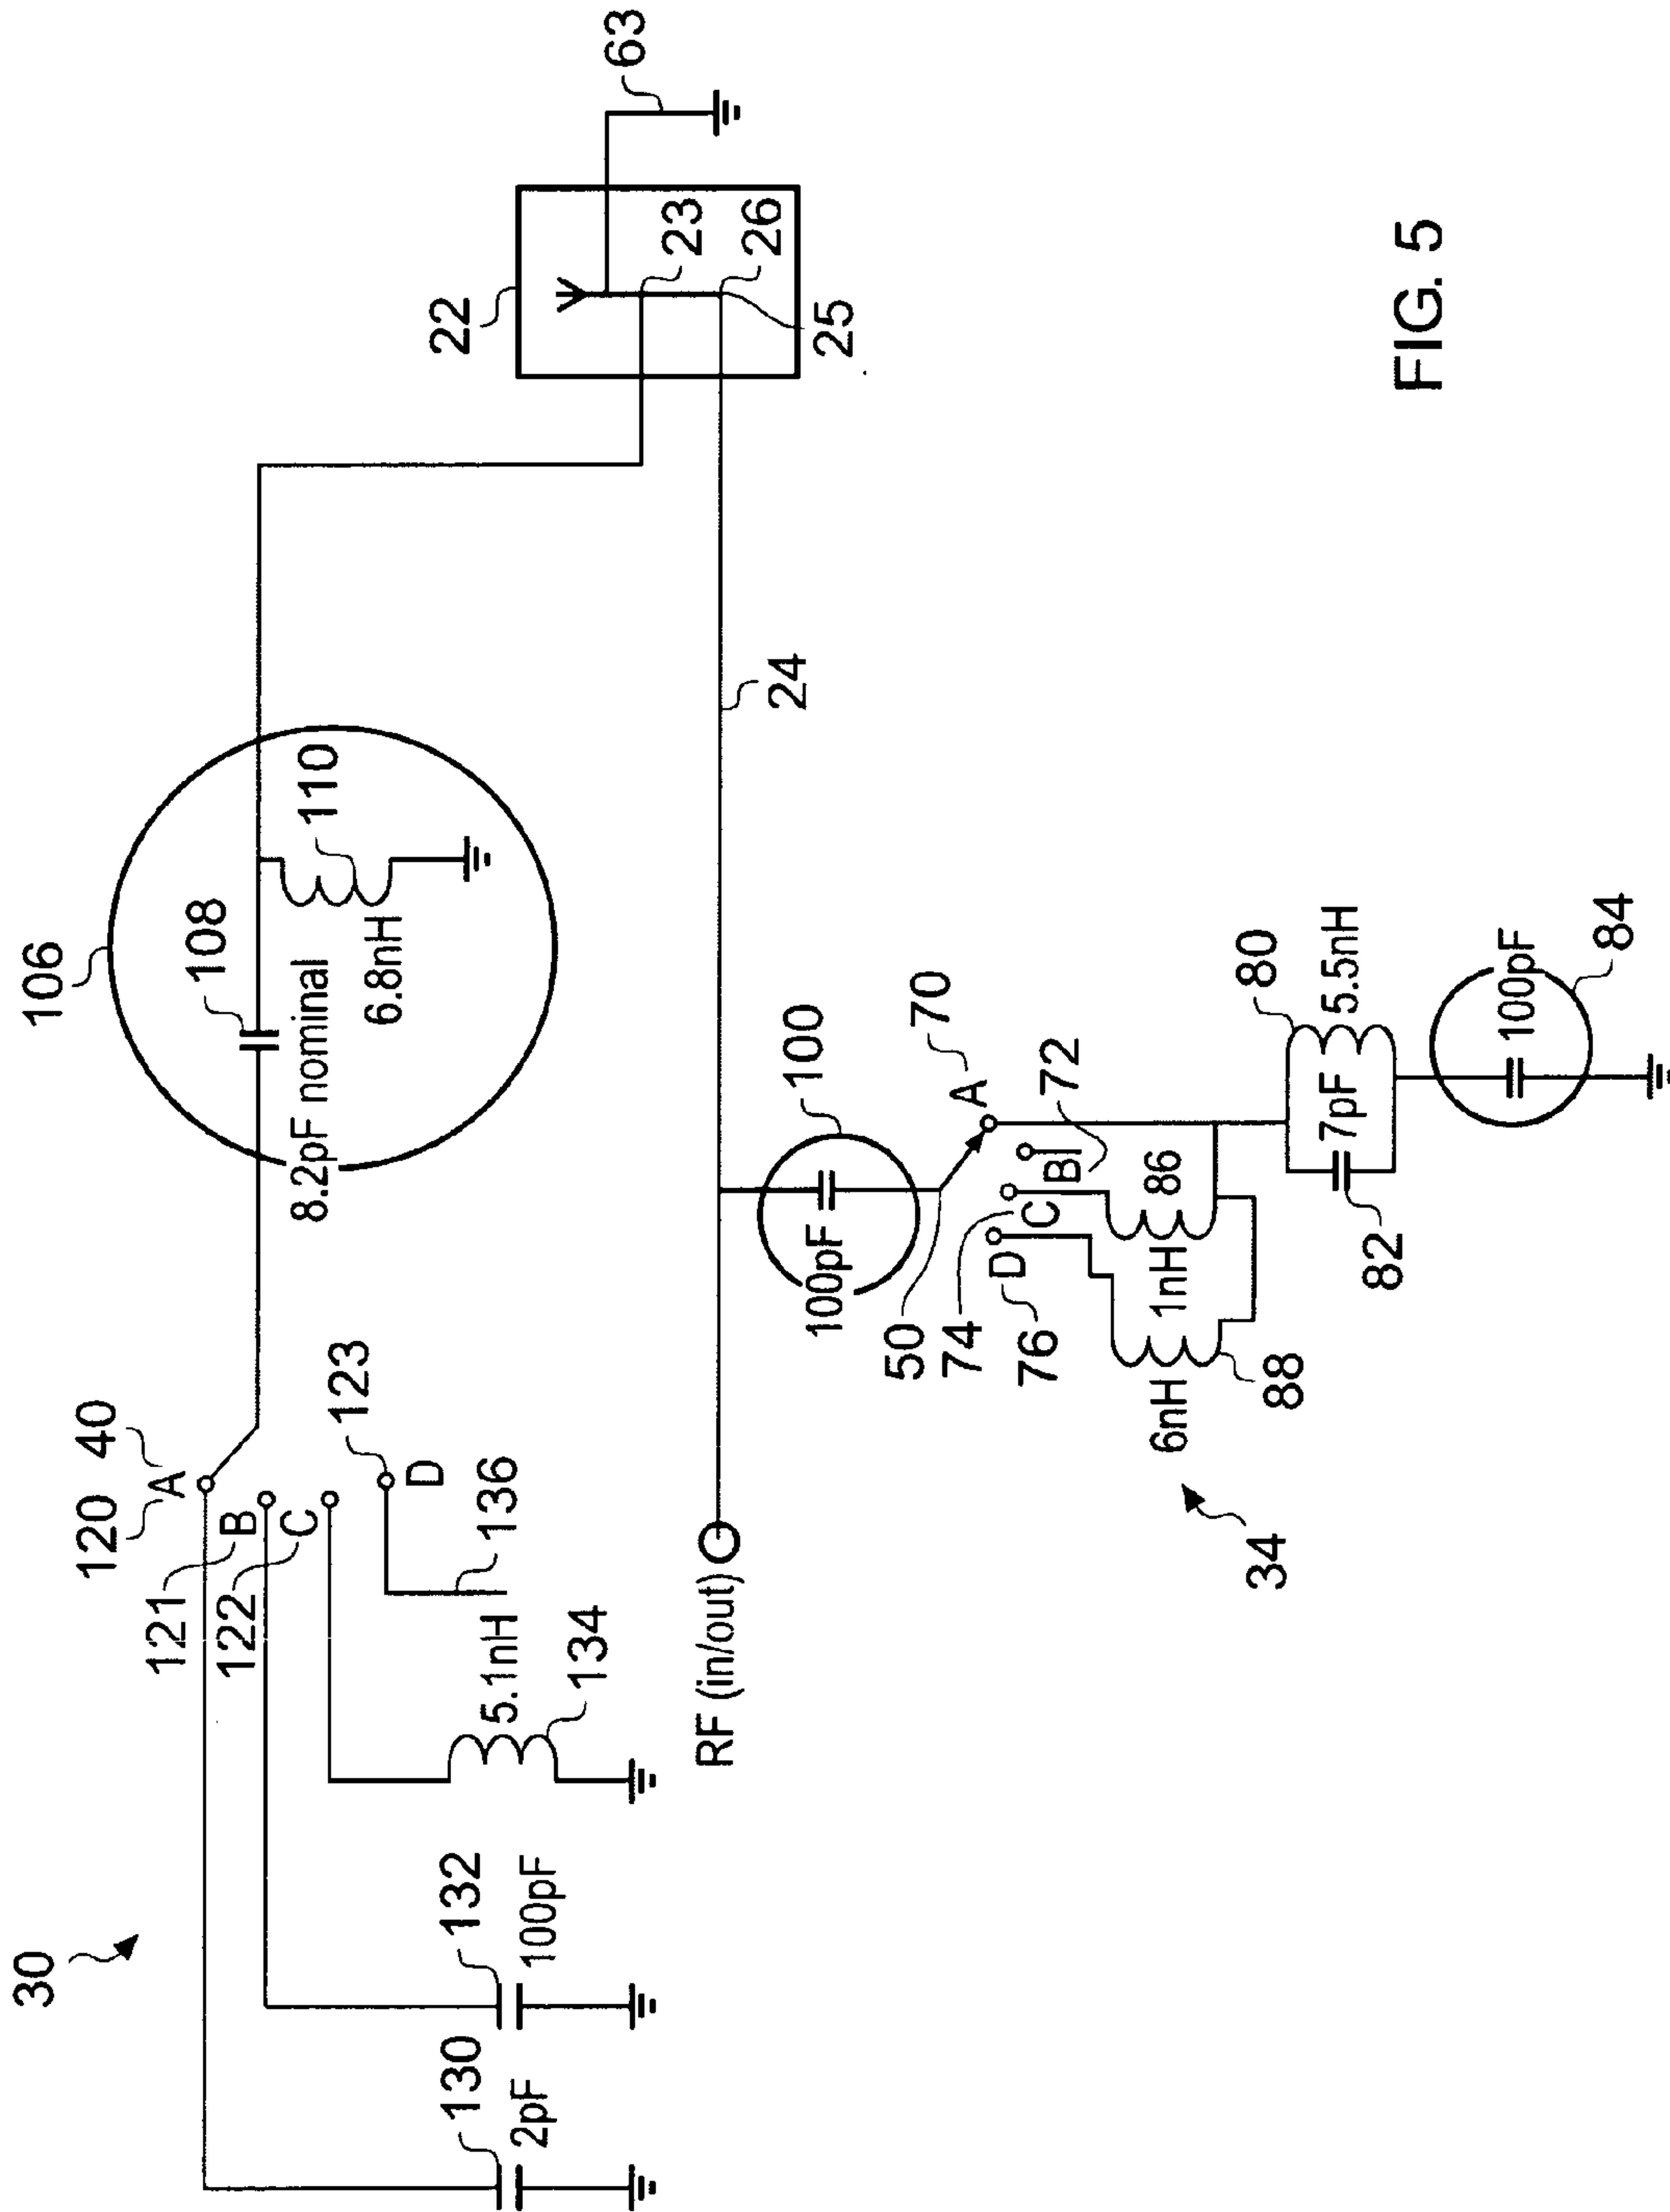 30
106
108
110
8.2pF nominal
6.8nH
22
63
23
26
25
120
40
A
121
B
122
C
123
D
136
5.1nH
134
130
2pF
132
100pF
RF (in/out)
24
100
100pF
50
70
A
72
B
74
C
76
D
86
1nH
6nH
88
34
80
5.5nH
7pF
82
100pF
84
FIG. 5